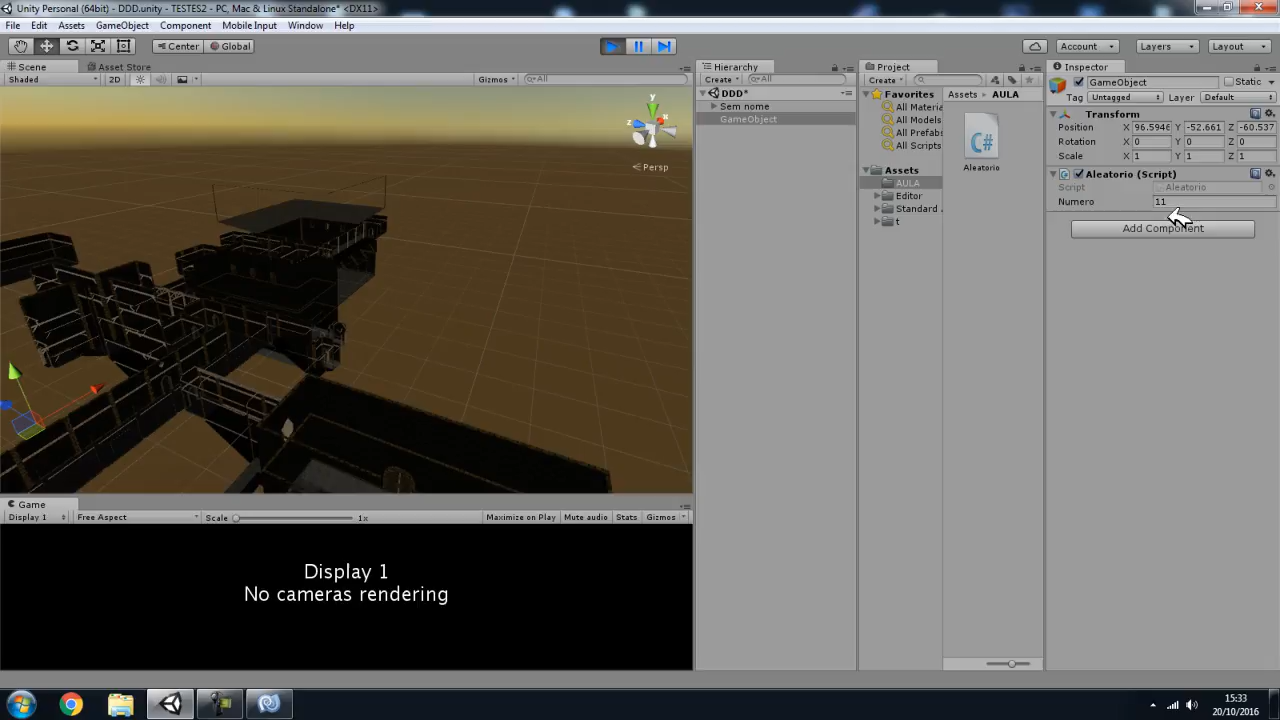 Unity Personal (64bit) - DDD.unity - TESTES2 - PC, Mac & Linux Standalone* <DX11>
File Edit Assets GameObject Component Mobile Input Window Help
Center Global Account Layers Layout
Scene Asset Store
Shaded 2D Gizmos All
y
x
z
Persp
Game
Display 1 Free Aspect Scale 1x Maximize on Play Mute audio Stats Gizmos
Display 1
No cameras rendering
Hierarchy
Create All
DDD*
Sem nome
GameObject
Project
Create
Favorites
All Materia
All Models
All Prefabs
All Scripts
Assets
AULA
Editor
Standard
t
Assets AULA
C#
Aleatorio
Inspector
GameObject Static
Tag Untagged Layer Default
Transform
Position X 96.5946 Y -52.661 Z -60.537
Rotation X 0 Y 0 Z 0
Scale X 1 Y 1 Z 1
Aleatorio (Script)
Script Aleatorio
Numero 11
Add Component
15:33
20/10/2016